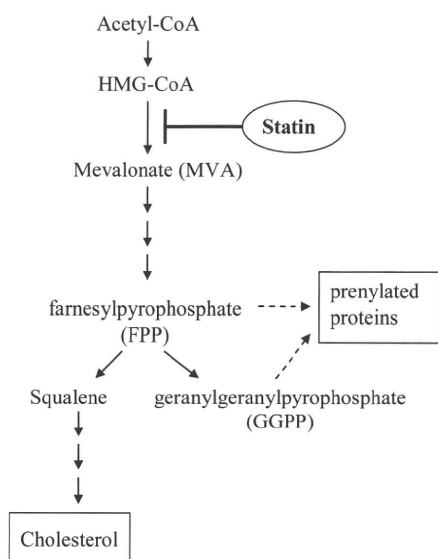 Acetyl-CoA
HMG-CoA
Statin
Mevalonate (MVA)
farnesylpyrophosphate
(FPP)
prenylated
proteins
Squalene
geranylgeranylpyrophosphate
(GGPP)
Cholesterol